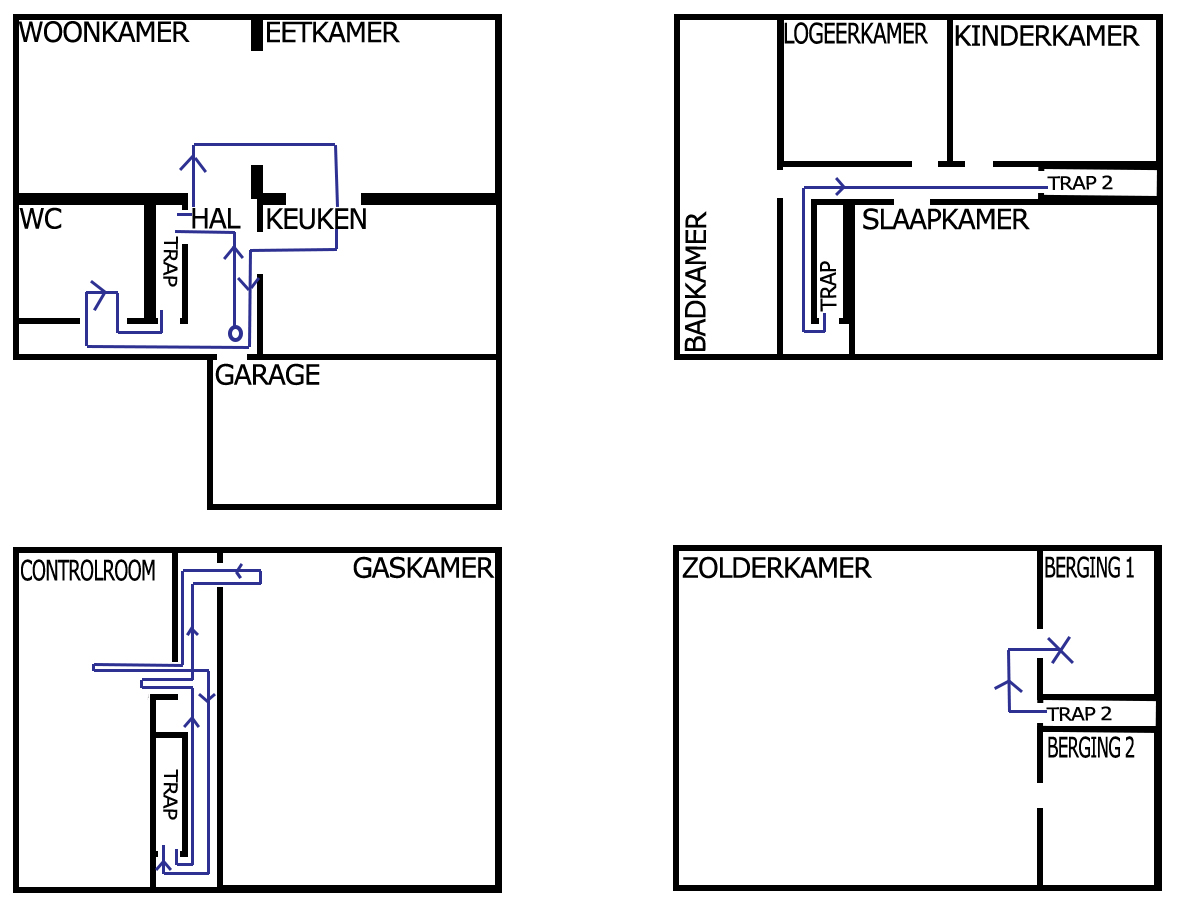 WOONKAMER
EETKAMER
WC
TRAP
HAL
KEUKEN
GARAGE
LOGEERKAMER
KINDERKAMER
TRAP 2
BADKAMER
TRAP
SLAAPKAMER
CONTROLROOM
GASKAMER
TRAP
ZOLDERKAMER
BERGING 1
TRAP 2
BERGING 2